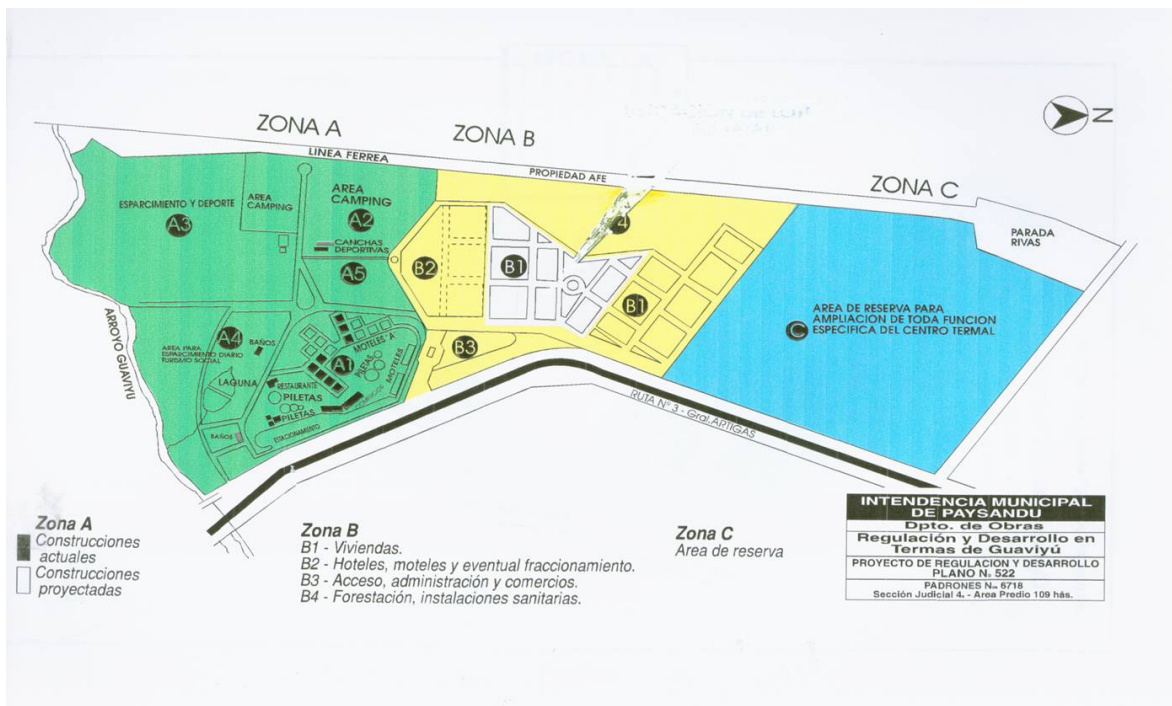 ZONA A
ZONA B
ZONA C
N
LINEA FERREA
PROPIEDAD AFE
PARADA
RIVAS
ESPARCIMIENTO Y DEPORTE
A3
AREA
CAMPING
AREA
CAMPING
A2
CANCHAS
DEPORTIVAS
A5
B2
B1
4
B1
B3
AREA DE RESERVA PARA
AMPLIACION DE TODA FUNCION
ESPECIFICA DEL CENTRO TERMAL
C
ARROYO GUAVIYU
A4
AREA PARA
ESPARCIMIENTO DIARIO
TURISMO SOCIAL
BAÑOS
LAGUNA
A1
MOTELES "A"
PILETAS
MOTELES
RESTAURANTE
PILETAS
PILETAS
BAÑOS
ESTACIONAMIENTO
RUTA Nº 3 - Gral. ARTIGAS
Zona A
Construcciones
actuales
Construcciones
proyectadas
Zona B
B1 - Viviendas.
B2 - Hoteles, moteles y eventual fraccionamiento.
B3 - Acceso, administración y comercios.
B4 - Forestación, instalaciones sanitarias.
Zona C
Area de reserva
INTENDENCIA MUNICIPAL
DE PAYSANDU
Dpto. de Obras
Regulación y Desarrollo en
Termas de Guaviyú
PROYECTO DE REGULACION Y DESARROLLO
PLANO Nº 522
PADRONES Nos 6718
Sección Judicial 4a - Area Predio 109 hás.